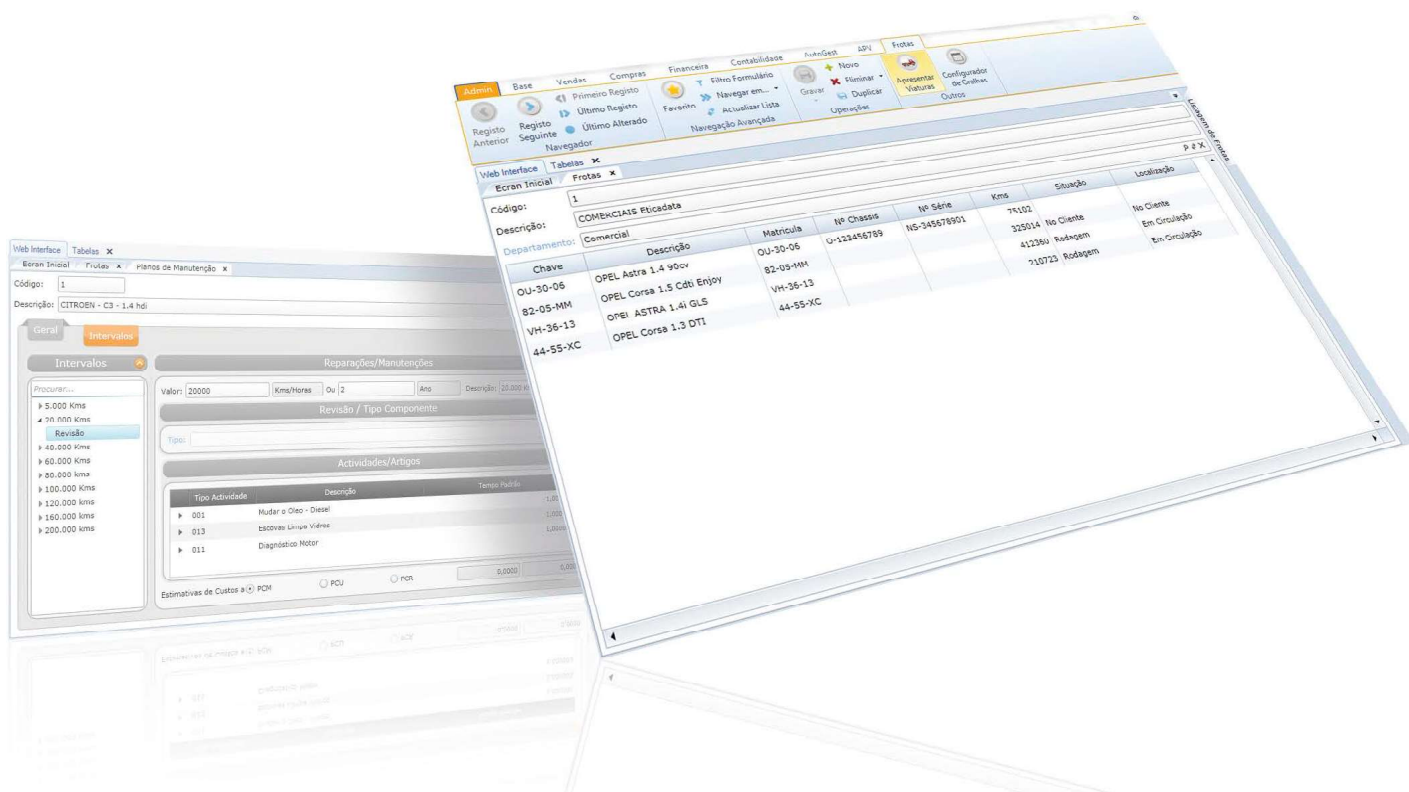 Admin Base Vendas Compras Financeira Contabilidade AutoGest APV Frotas
Registo Anterior
Registo Seguinte
Primeiro Registo
Último Registo
Último Alterado
Navegador
Favorito
Filtro Formulário
Navegar em...
Actualizar Lista
Navegação Avançada
Gravar
Novo
Eliminar
Duplicar
Operações
Apresentar Viaturas
Configurador de Grelhas
Outros
Web Interface Tabelas X
Ecran Inicial Frotas x
Listagem de Frotas
Código: 1
Descrição: COMERCIAIS Eticadata
Departamento: Comercial
Chave Descrição Matrícula Nº Chassis Nº Série Kms Situação Localização
OU-30-06 OPEL Astra 1.4 90cv OU-30-06 U-123456789 NS-345678901 75102
82-05-MM OPEL Corsa 1.5 Cdti Enjoy 82-05-MM 325014 No Cliente No Cliente
VH-36-13 OPEL ASTRA 1.4i GLS VH-36-13 412360 Rodagem Em Circulação
44-55-XC OPEL Corsa 1.3 DTI 44-55-XC 210723 Rodagem Em Circulação
Web Interface Tabelas X
Ecran Inicial Frotas x Planos de Manutenção x
Código: 1
Descrição: CITROEN - C3 - 1.4 hdi
Geral Intervalos
Intervalos
Procurar...
5.000 Kms
20.000 Kms
Revisão
40.000 Kms
60.000 Kms
80.000 kms
100.000 Kms
120.000 kms
160.000 kms
200.000 kms
Reparações/Manutenções
Valor: 20000 Kms/Horas Ou 2 Ano Descrição: 20.000
Revisão / Tipo Componente
Tipo:
Actividades/Artigos
Tipo Actividade Descrição Tempo Padrão
001 Mudar o Oleo - Diesel
013 Escovas Limpa Vidros
011 Diagnóstico Motor
Estimativas de Custos a PCM PCU 0,0000